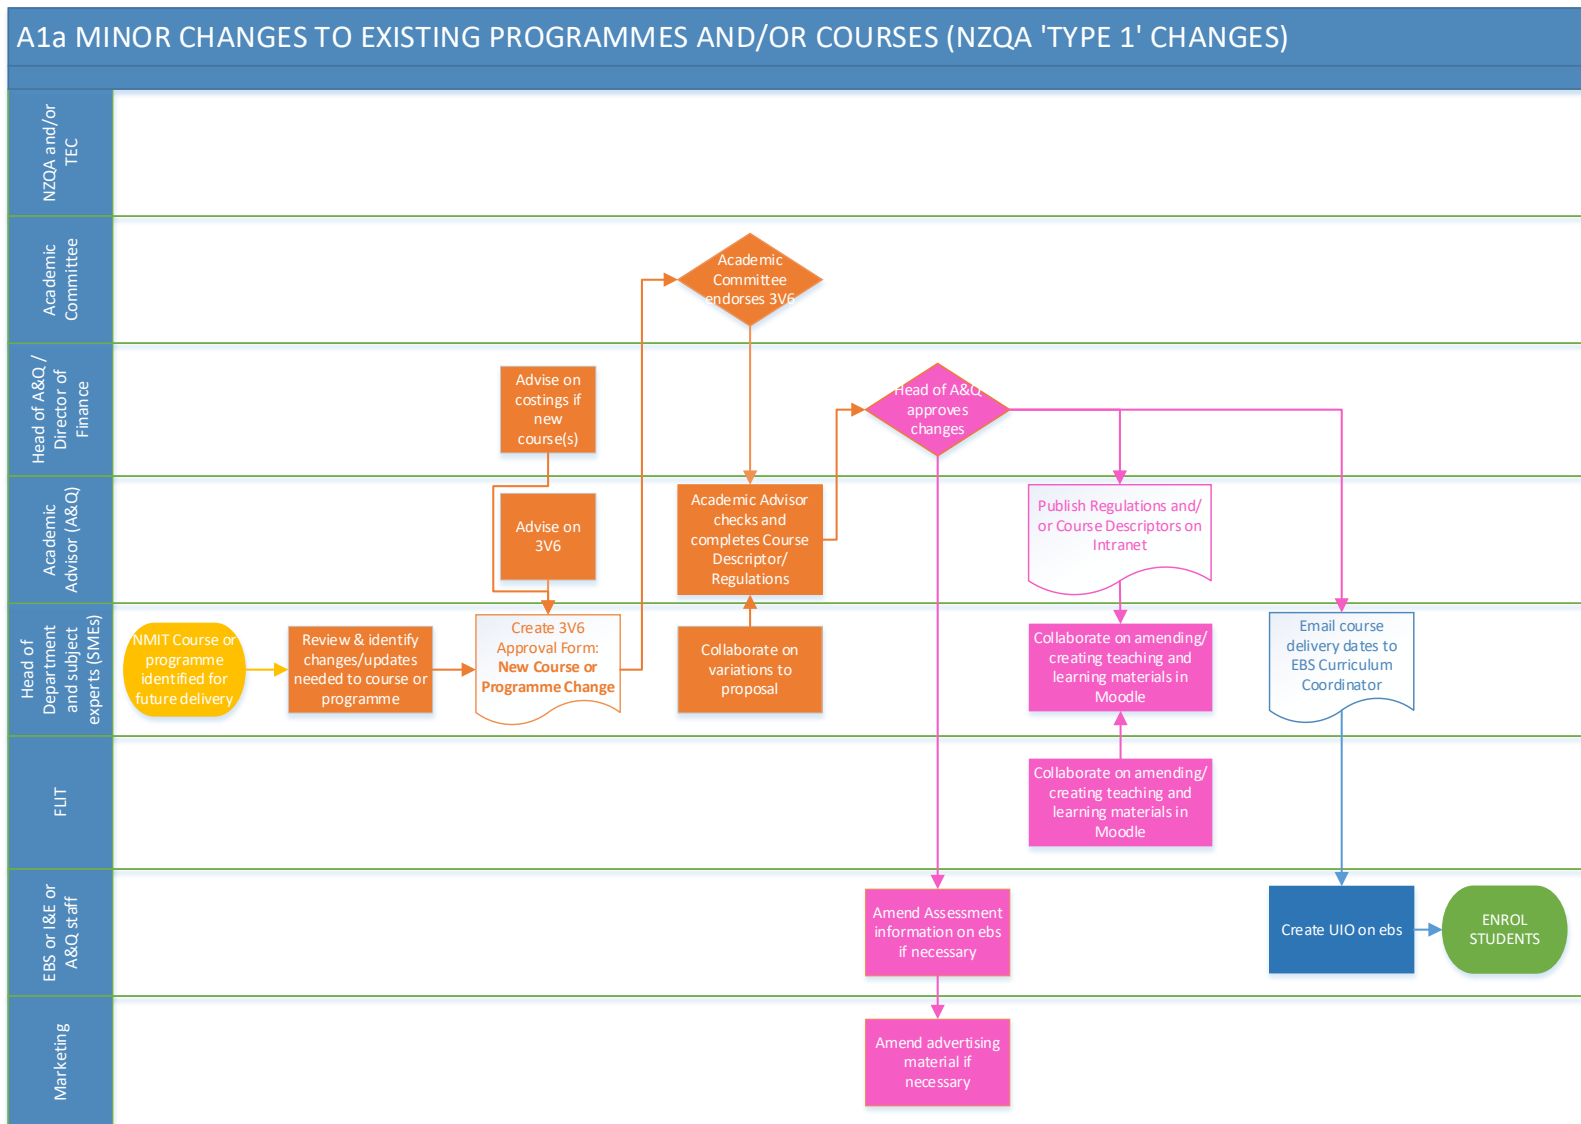 A1a MINOR CHANGES TO EXISTING PROGRAMMES AND/OR COURSES (NZQA 'TYPE 1' CHANGES)
NZQA and/or
TEC
Academic
Committee
Academic
Committee
endorses 3V6
Head of A&Q /
Director of
Finance
Advise on
costings if
new
course(s)
Head of A&Q
approves
changes
Academic
Advisor (A&Q)
Advise on
3V6
Academic Advisor
checks and
completes Course
Descriptor/
Regulations
Publish Regulations and/
or Course Descriptors on
Intranet
Head of
Department
and subject
experts (SMEs)
NMIT Course or
programme
identified for
future delivery
Review & identify
changes/updates
needed to course or
programme
Create 3V6
Approval Form:
New Course or
Programme Change
Collaborate on
variations to
proposal
Collaborate on amending/
creating teaching and
learning materials in
Moodle
Email course
delivery dates to
EBS Curriculum
Coordinator
FLIT
Collaborate on amending/
creating teaching and
learning materials in
Moodle
EBS or I&E or
A&Q staff
Amend Assessment
information on ebs
if necessary
Create UIO on ebs
ENROL
STUDENTS
Marketing
Amend advertising
material if
necessary